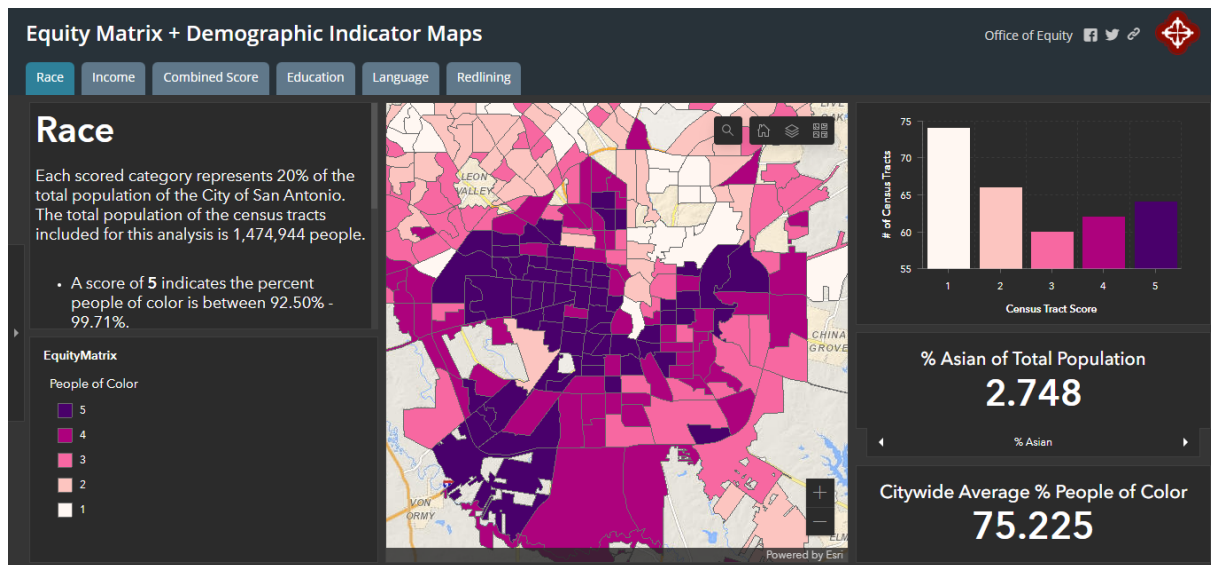 Equity Matrix + Demographic Indicator Maps
Office of Equity
Race
Income
Combined Score
Education
Language
Redlining
Race
Each scored category represents 20% of the
total population of the City of San Antonio.
The total population of the census tracts
included for this analysis is 1,474,944 people.
• A score of 5 indicates the percent
people of color is between 92.50% -
99.71%.
EquityMatrix
People of Color
5
4
3
2
1
LIVE
OAK
LEON
VALLEY
CHINA
GROVE
VON
ORMY
ELM
Powered by Esri
75
70
65
60
55
# of Census Tracts
1 2 3 4 5
Census Tract Score
% Asian of Total Population
2.748
% Asian
Citywide Average % People of Color
75.225